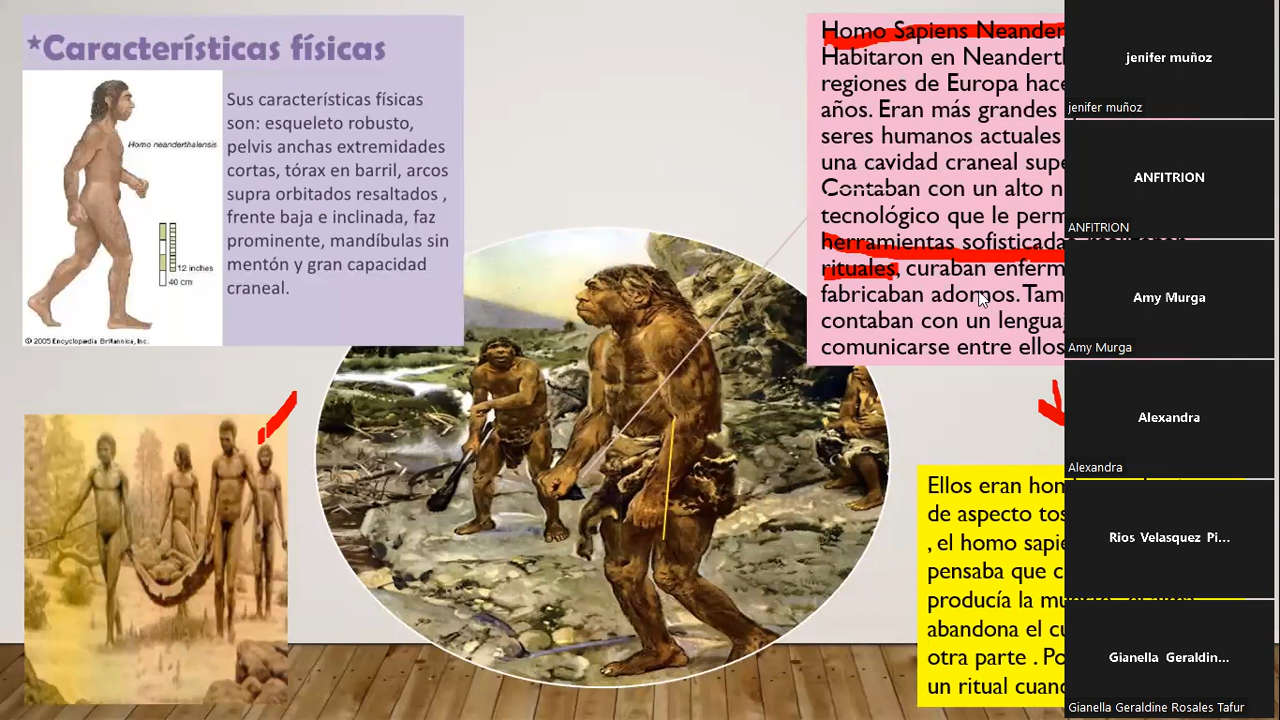 *Características físicas
Homo neanderthalensis
12 inches
40 cm
© 2005 Encyclopædia Britannica, Inc.
Sus características físicas
son: esqueleto robusto,
pelvis anchas extremidades
cortas, tórax en barril, arcos
supra orbitados resaltados ,
frente baja e inclinada, faz
prominente, mandíbulas sin
mentón y gran capacidad
craneal.
Homo Sapiens Neander
Habitaron en Neanderth
regiones de Europa hace
años. Eran más grandes
seres humanos actuales
una cavidad craneal supe
Contaban con un alto n
tecnológico que le perm
herramientas sofisticada
rituales, curaban enferm
fabricaban adornos. Tam
contaban con un lengua
comunicarse entre ellos
Ellos eran hom
de aspecto tos
, el homo sapie
pensaba que c
producía la mu
abandona el cu
otra parte . Po
un ritual cuand
jenifer muñoz
jenifer muñoz
ANFITRION
ANFITRION
Amy Murga
Amy Murga
Alexandra
Alexandra
Rios Velasquez Pi...
Gianella Geraldin...
Gianella Geraldine Rosales Tafur